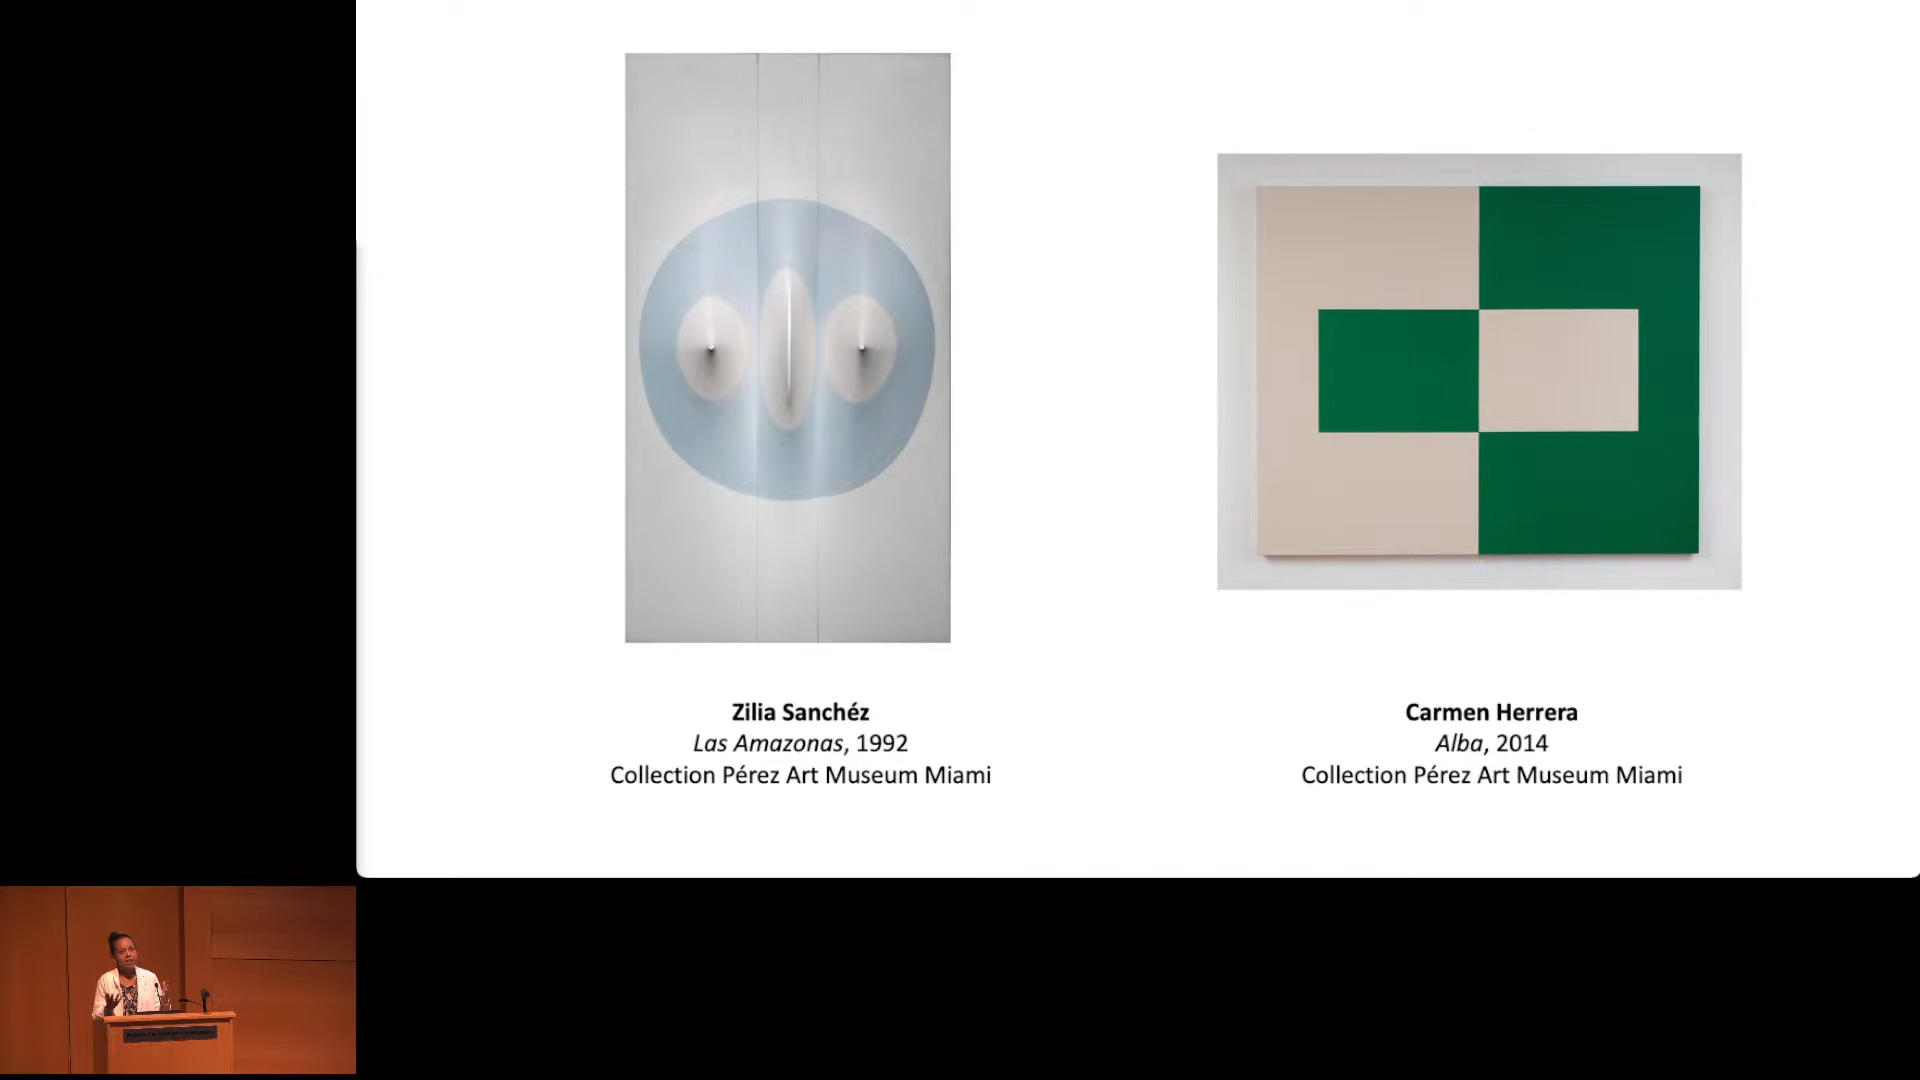 Zilia Sanchéz
Las Amazonas, 1992
Collection Pérez Art Museum Miami
Carmen Herrera
Alba, 2014
Collection Pérez Art Museum Miami